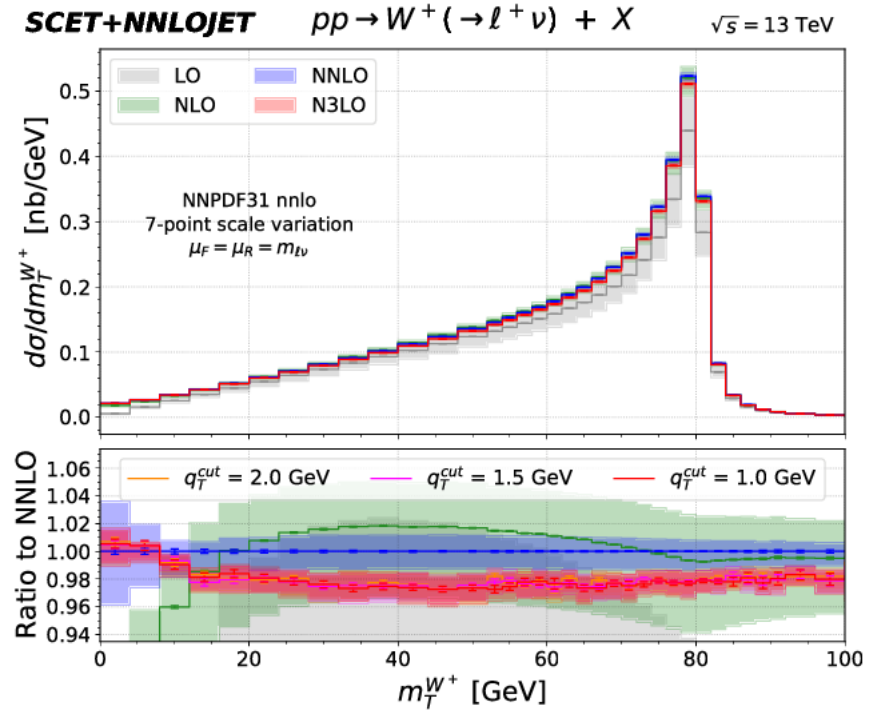 SCET+NNLOJET
pp → W⁺(→ ℓ⁺ν) + X
√s = 13 TeV
LO
NLO
NNLO
N3LO
NNPDF31 nnlo
7-point scale variation
μ_F = μ_R = m_ℓν
dσ/dm_T^{W⁺} [nb/GeV]
0.5
0.4
0.3
0.2
0.1
0.0
q_T^{cut} = 2.0 GeV
q_T^{cut} = 1.5 GeV
q_T^{cut} = 1.0 GeV
Ratio to NNLO
1.06
1.04
1.02
1.00
0.98
0.96
0.94
0 20 40 60 80 100
m_T^{W⁺} [GeV]